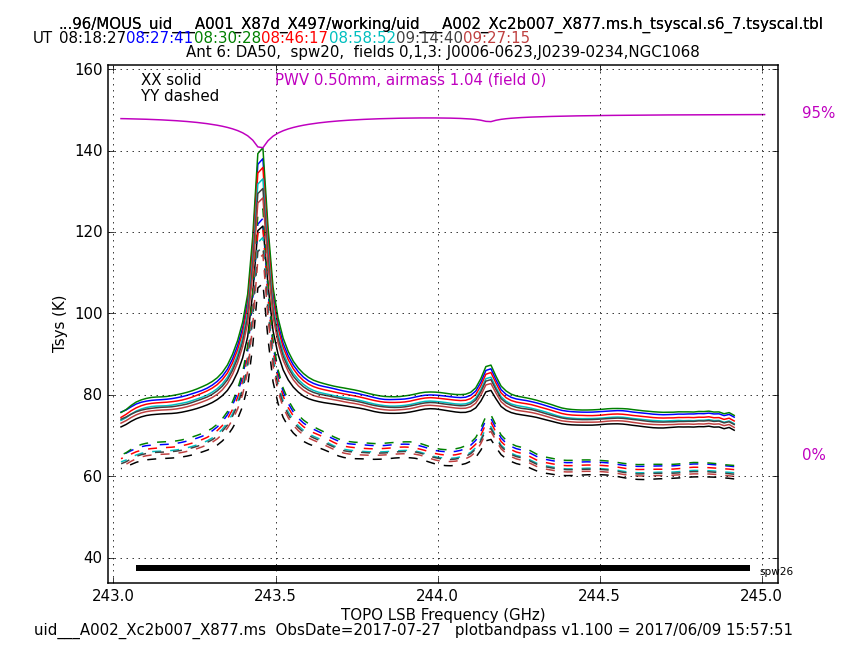 ...96/MOUS_uid___A001_X87d_X497/working/uid___A002_Xc2b007_X877.ms.h_tsyscal.s6_7.tsyscal.tbl
UT 08:18:27 08:27:41 08:30:28 08:46:17 08:58:52 09:14:40 09:27:15
Ant 6: DA50, spw20, fields 0,1,3: J0006-0623,J0239-0234,NGC1068
XX solid
PWV 0.50mm, airmass 1.04 (field 0)
YY dashed
95%
0%
160
140
120
100
80
60
40
Tsys (K)
spw26
243.0 243.5 244.0 244.5 245.0
TOPO LSB Frequency (GHz)
uid___A002_Xc2b007_X877.ms ObsDate=2017-07-27 plotbandpass v1.100 = 2017/06/09 15:57:51